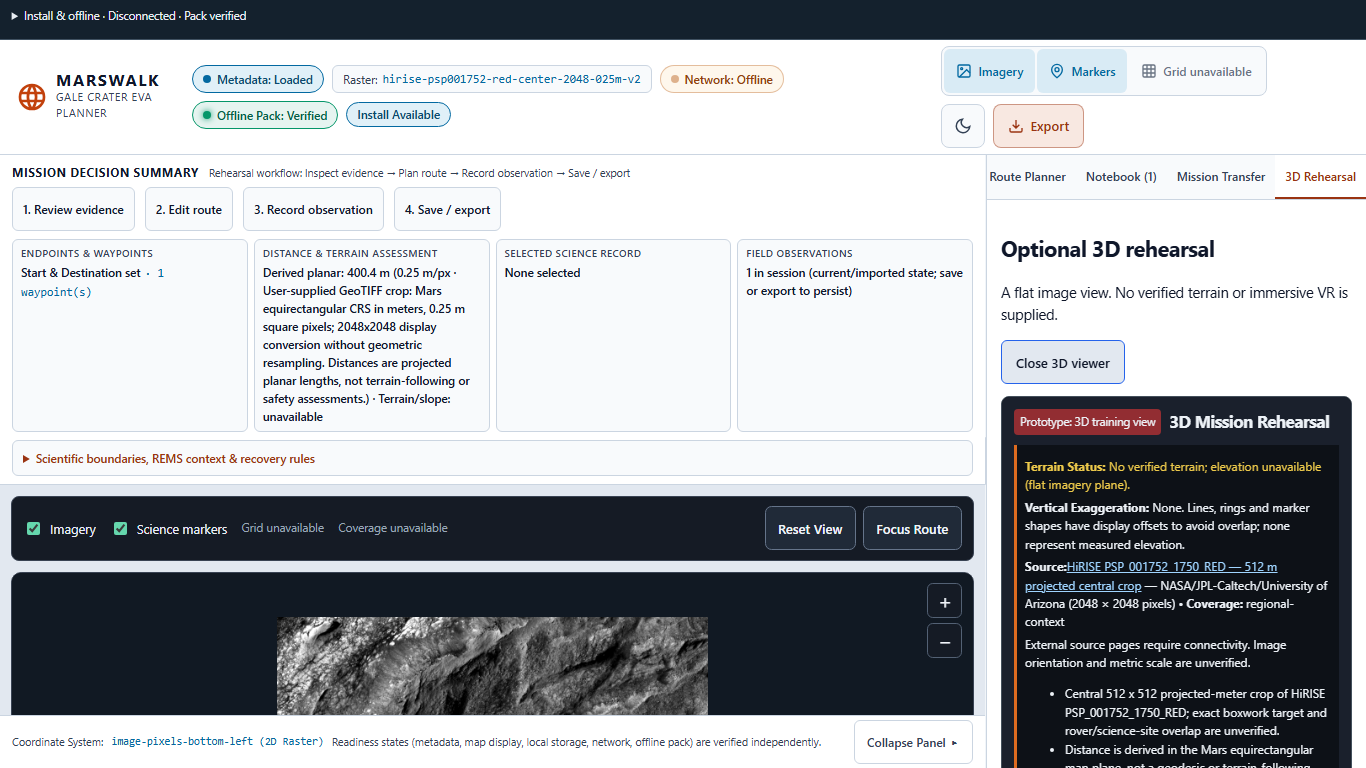 Install & offline · Disconnected · Pack verified
MARSWALK
GALE CRATER EVA
PLANNER
Metadata: Loaded
Raster: hirise-psp001752-red-center-2048-025m-v2
Network: Offline
Offline Pack: Verified
Install Available
Imagery
Markers
Grid unavailable
Export
MISSION DECISION SUMMARY Rehearsal workflow: Inspect evidence → Plan route → Record observation → Save / export
1. Review evidence
2. Edit route
3. Record observation
4. Save / export
ENDPOINTS & WAYPOINTS
Start & Destination set · 1
waypoint(s)
DISTANCE & TERRAIN ASSESSMENT
Derived planar: 400.4 m (0.25 m/px ·
User-supplied GeoTIFF crop: Mars
equirectangular CRS in meters, 0.25 m
square pixels; 2048x2048 display
conversion without geometric
resampling. Distances are projected
planar lengths, not terrain-following or
safety assessments.) · Terrain/slope:
unavailable
SELECTED SCIENCE RECORD
None selected
FIELD OBSERVATIONS
1 in session (current/imported state; save
or export to persist)
Scientific boundaries, REMS context & recovery rules
Imagery
Science markers
Grid unavailable
Coverage unavailable
Reset View
Focus Route
+
−
Coordinate System: image-pixels-bottom-left (2D Raster) Readiness states (metadata, map display, local storage, network, offline pack) are verified independently.
Collapse Panel ▸
Route Planner
Notebook (1)
Mission Transfer
3D Rehearsal
Optional 3D rehearsal
A flat image view. No verified terrain or immersive VR is
supplied.
Close 3D viewer
Prototype: 3D training view
3D Mission Rehearsal
Terrain Status: No verified terrain; elevation unavailable
(flat imagery plane).
Vertical Exaggeration: None. Lines, rings and marker
shapes have display offsets to avoid overlap; none
represent measured elevation.
Source:HiRISE PSP_001752_1750_RED — 512 m
projected central crop — NASA/JPL-Caltech/University of
Arizona (2048 × 2048 pixels) • Coverage: regional-
context
External source pages require connectivity. Image
orientation and metric scale are unverified.
• Central 512 x 512 projected-meter crop of HiRISE
PSP_001752_1750_RED; exact boxwork target and
rover/science-site overlap are unverified.
• Distance is derived in the Mars equirectangular
map plane, not a geodesic or terrain-following